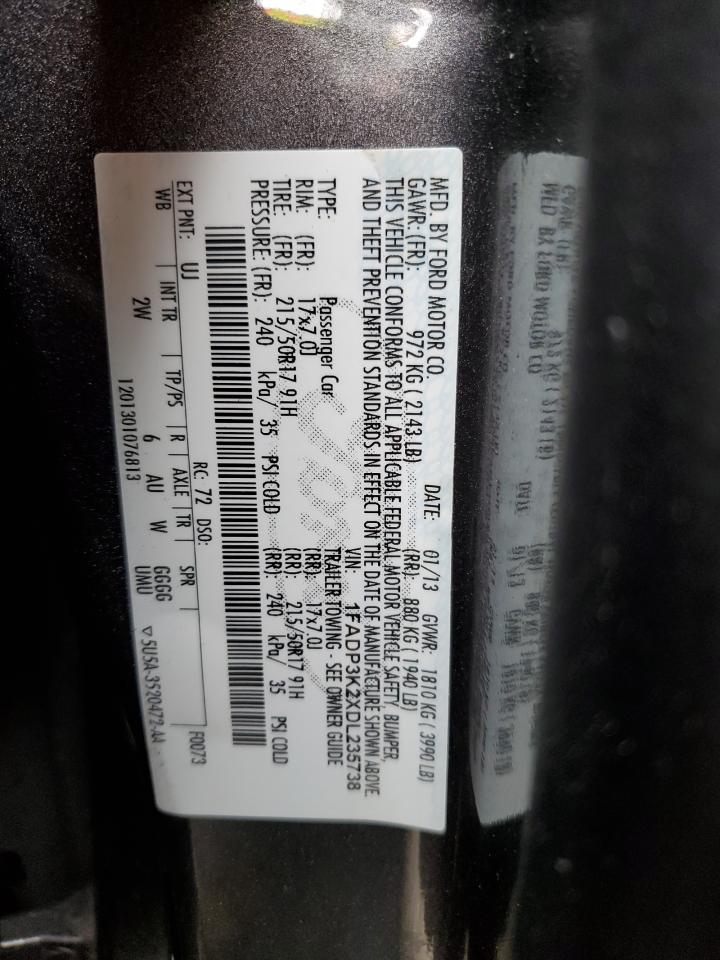 MFD. BY FORD MOTOR CO.
DATE: 01/13 GVWR: 1810 KG ( 3990 LB)
GAWR: (FR): 972 KG ( 2143 LB) (RR): 880 KG ( 1940 LB)
THIS VEHICLE CONFORMS TO ALL APPLICABLE FEDERAL MOTOR VEHICLE SAFETY, BUMPER,
AND THEFT PREVENTION STANDARDS IN EFFECT ON THE DATE OF MANUFACTURE SHOWN ABOVE.
VIN: 1FADP3K2XDL235738
TYPE: Passenger Car TRAILER TOWING - SEE OWNER GUIDE
RIM: (FR): 17x7.0J (RR): 17x7.0J
TIRE: (FR): 215/50R17 91H (RR): 215/50R17 91H
PRESSURE: (FR): 240 kPa/ 35 PSI COLD (RR): 240 kPa/ 35 PSI COLD
F0073
EXT PNT: UJ RC: 72 DSO:
WB INT TR TP/PS R AXLE TR SPR
2W 6 AU W GGGG
UMU
1201301076813